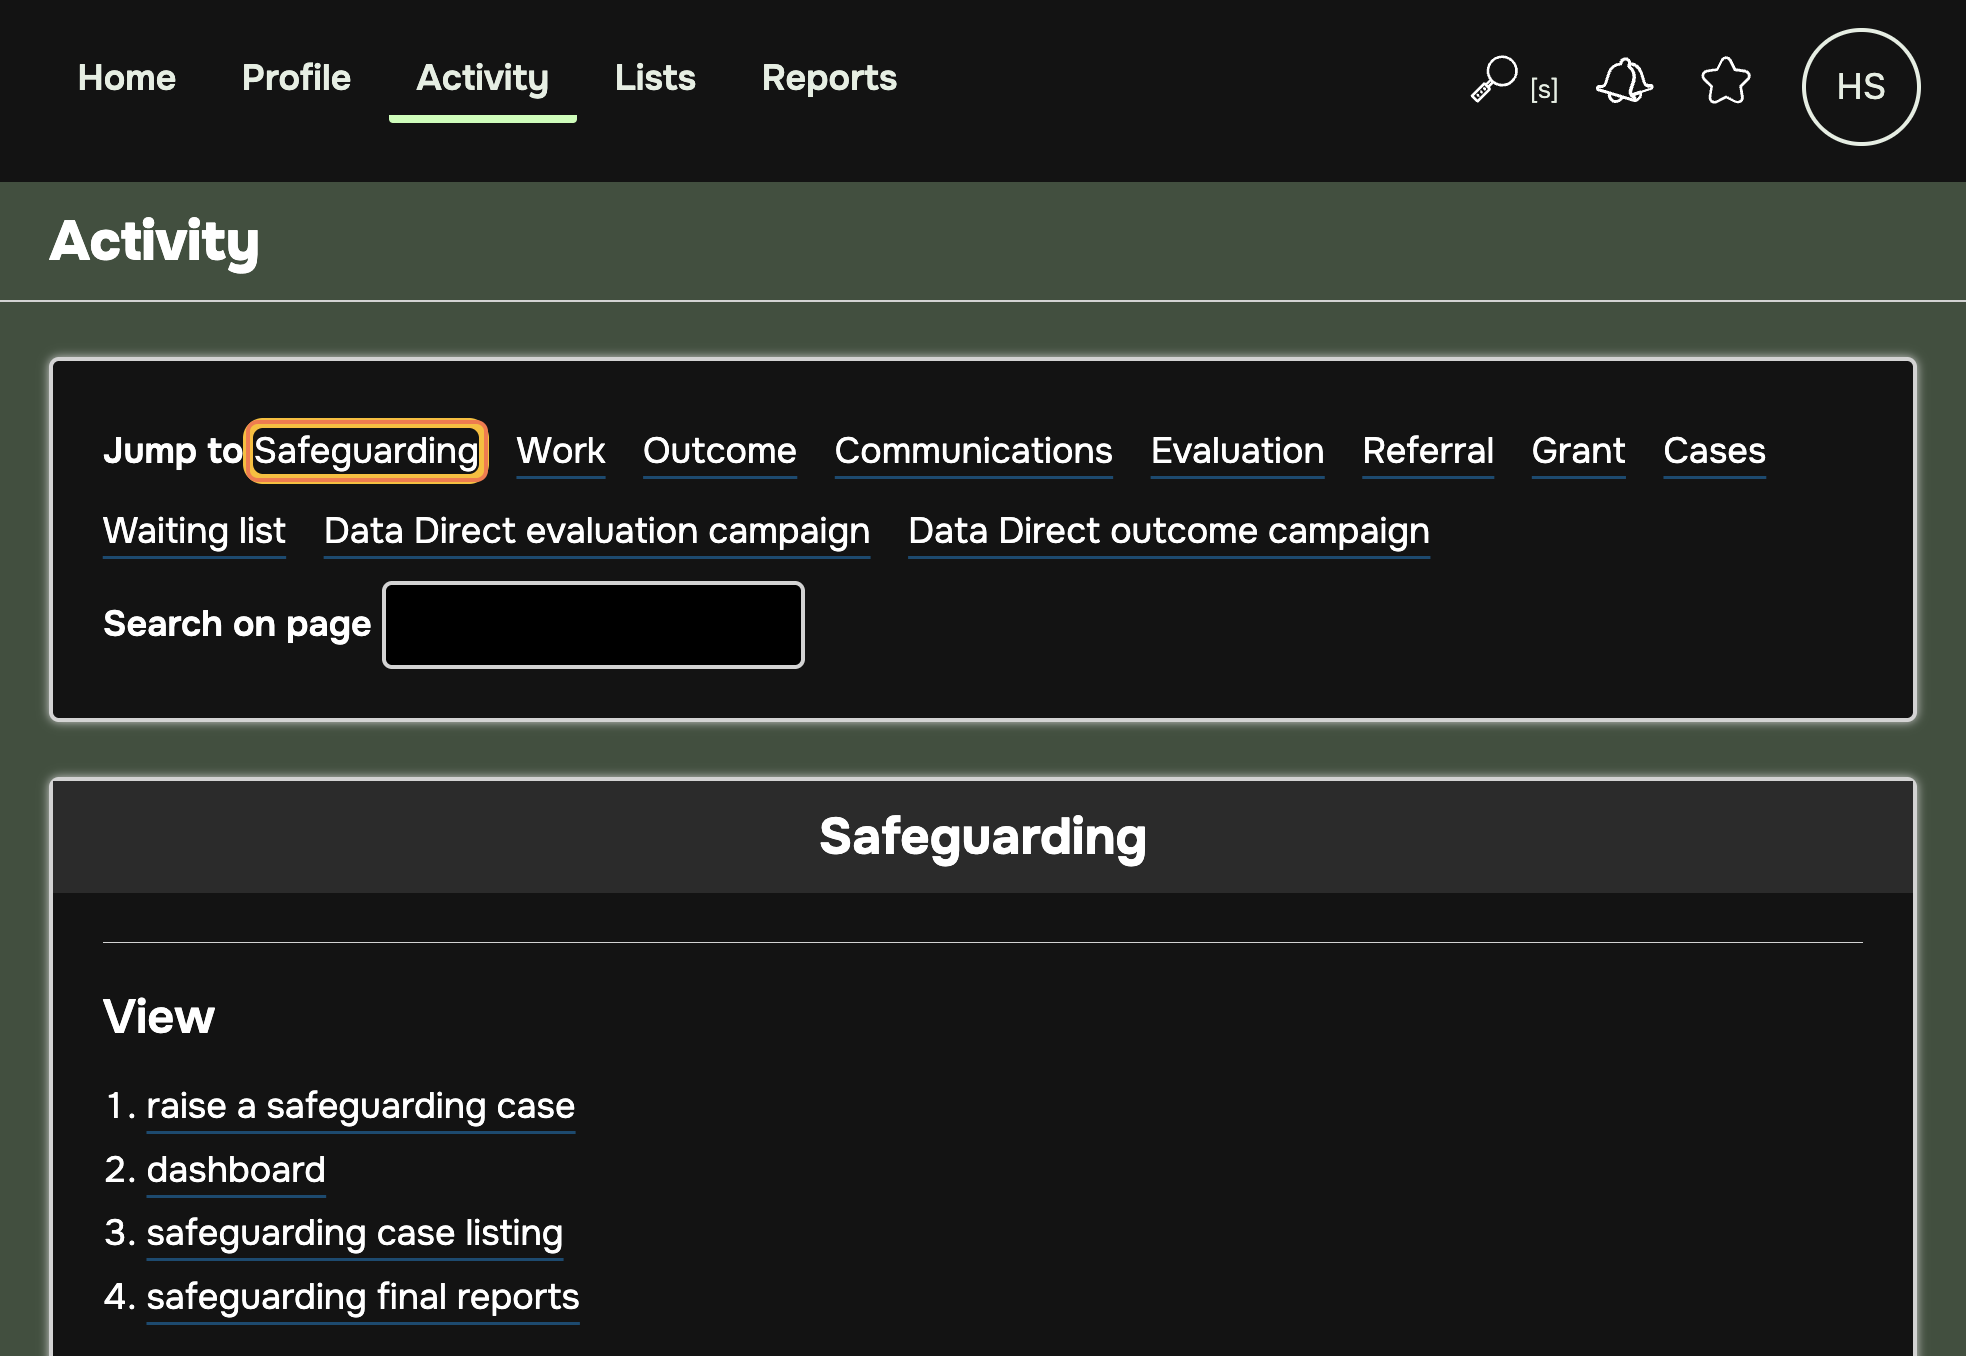 Home Profile Activity Lists Reports [s] HS
Activity
Jump to Safeguarding Work Outcome Communications Evaluation Referral Grant Cases
Waiting list Data Direct evaluation campaign Data Direct outcome campaign
Search on page
Safeguarding
View
1. raise a safeguarding case
2. dashboard
3. safeguarding case listing
4. safeguarding final reports